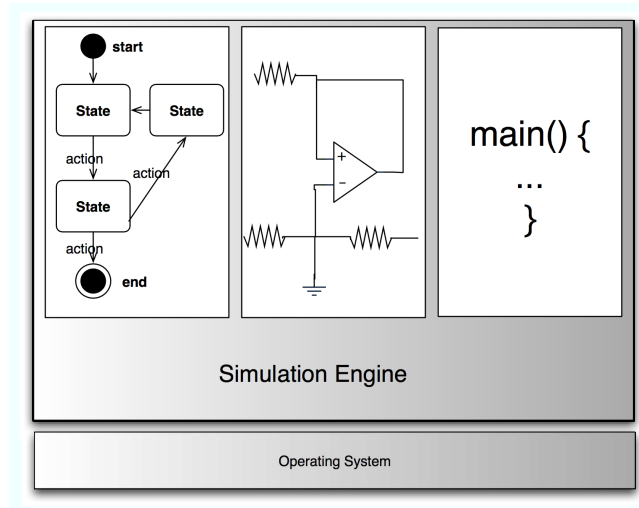 start
State
State
action
action
State
action
end
+
−
main() {
...
}
Simulation Engine
Operating System